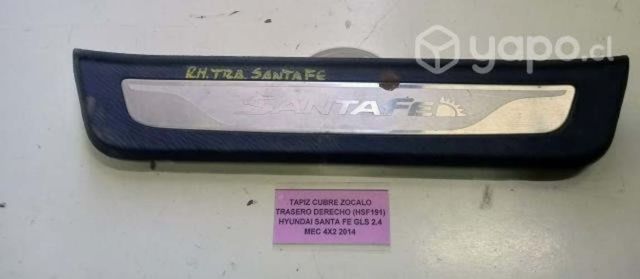 yapo.cl
RH.TRA SANTAFE
SANTA FE
TAPIZ CUBRE ZOCALO
TRASERO DERECHO (HSF191)
HYUNDAI SANTA FE GLS 2.4
MEC 4X2 2014